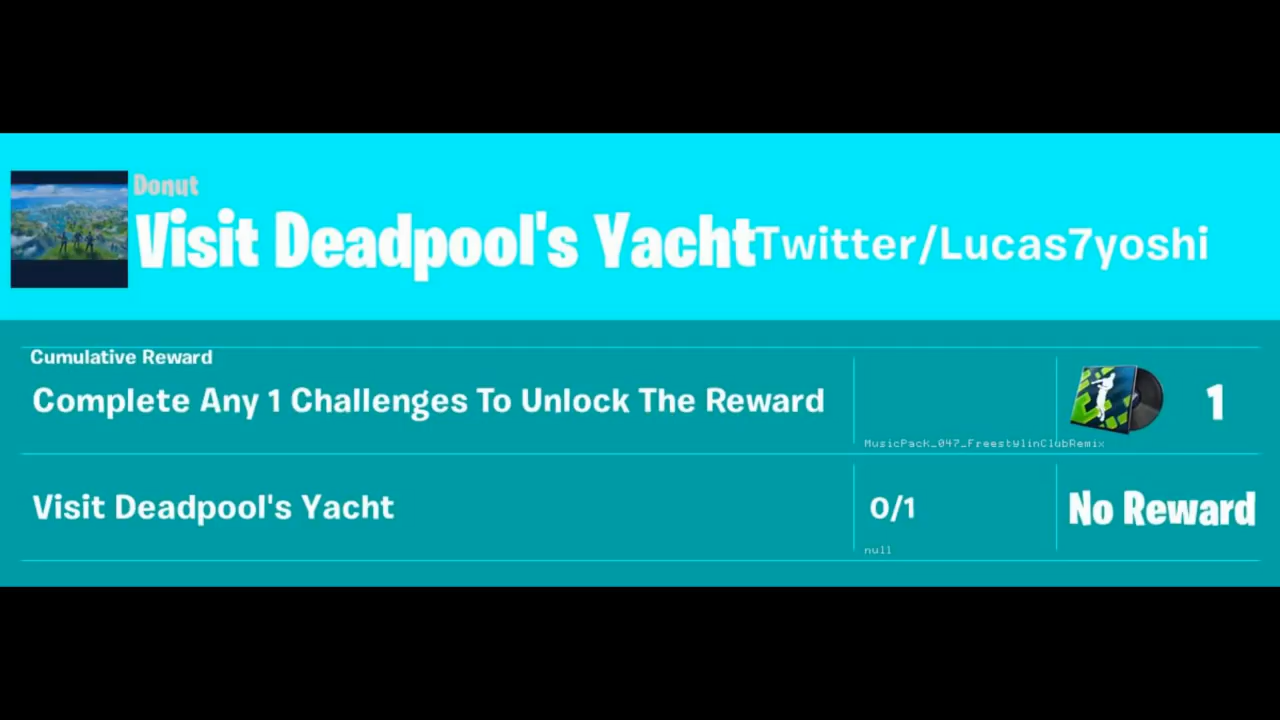 Donut
Visit Deadpool's Yacht Twitter/Lucas7yoshi
Cumulative Reward
Complete Any 1 Challenges To Unlock The Reward
1
MusicPack_047_FreestylinClubRemix
Visit Deadpool's Yacht
0/1
No Reward
null